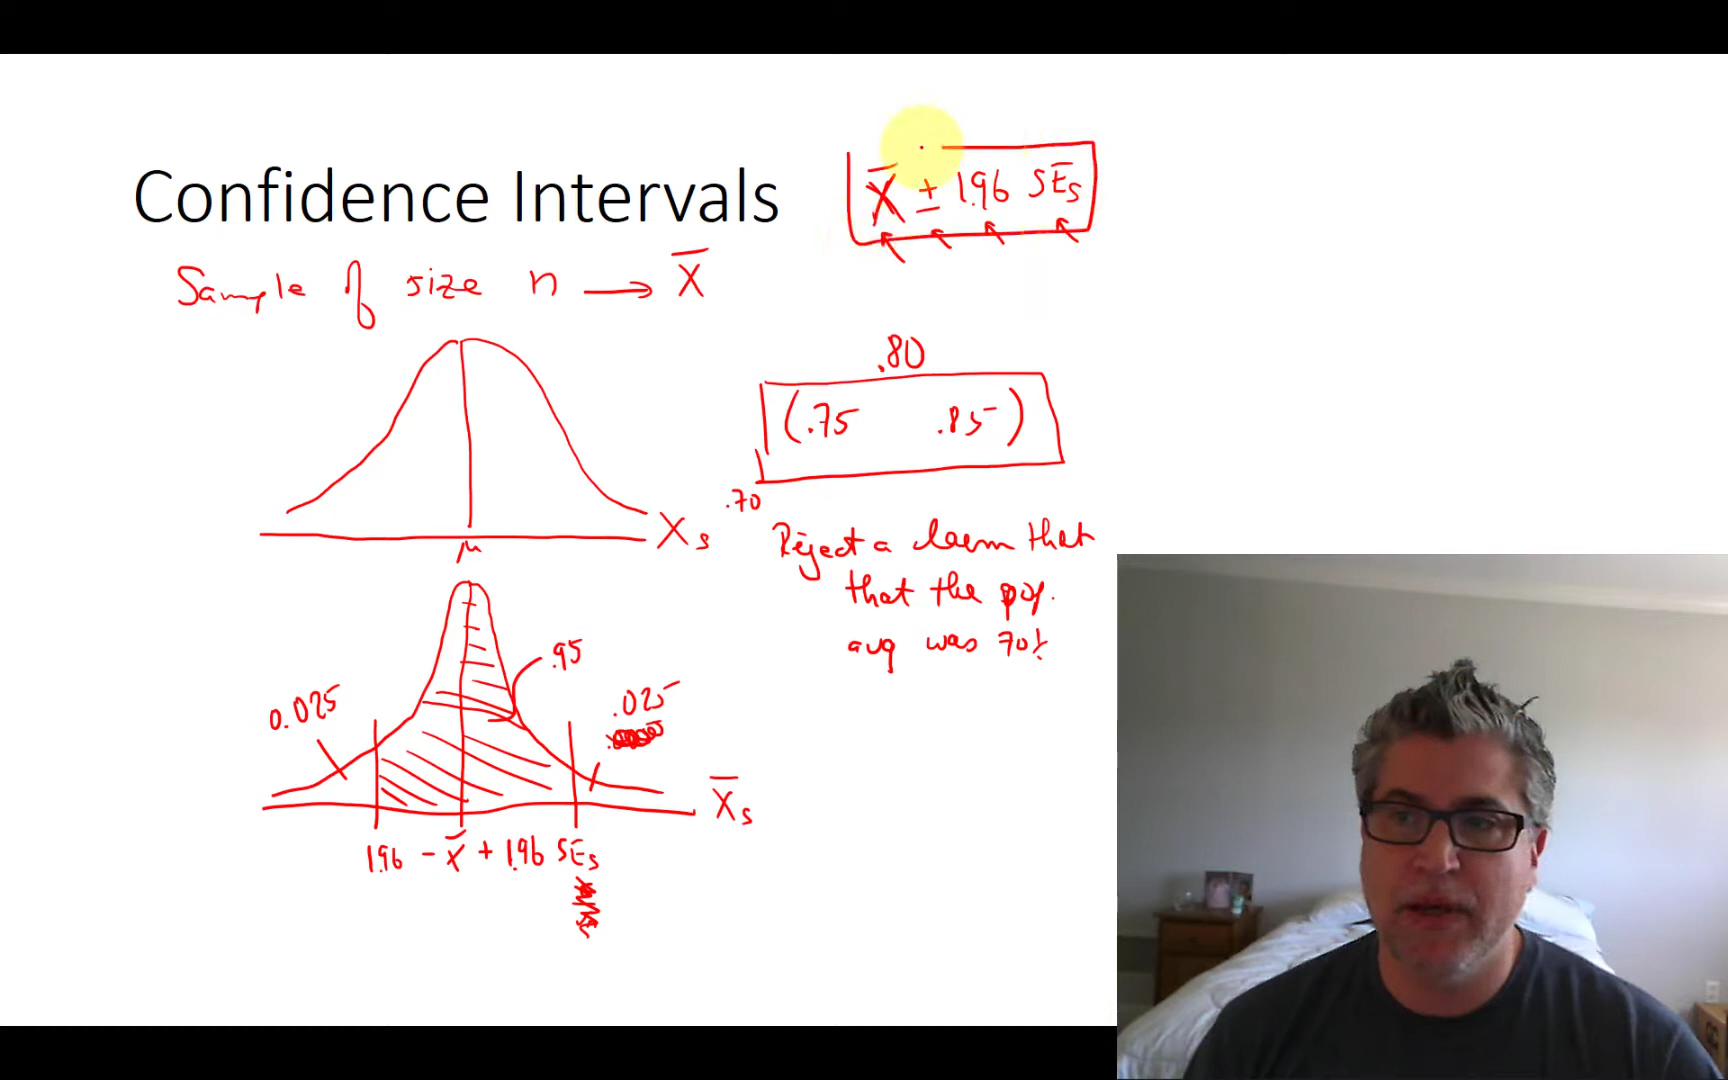 Confidence Intervals
X̄ ± 1.96 SEs
Sample of size n → X̄
.80
(.75 .85)
.70
Xs
μ
Reject a claim that
that the pop.
avg was 70%
.95
0.025
.025
X̄s
1.96 - X̄ + 1.96 SEs